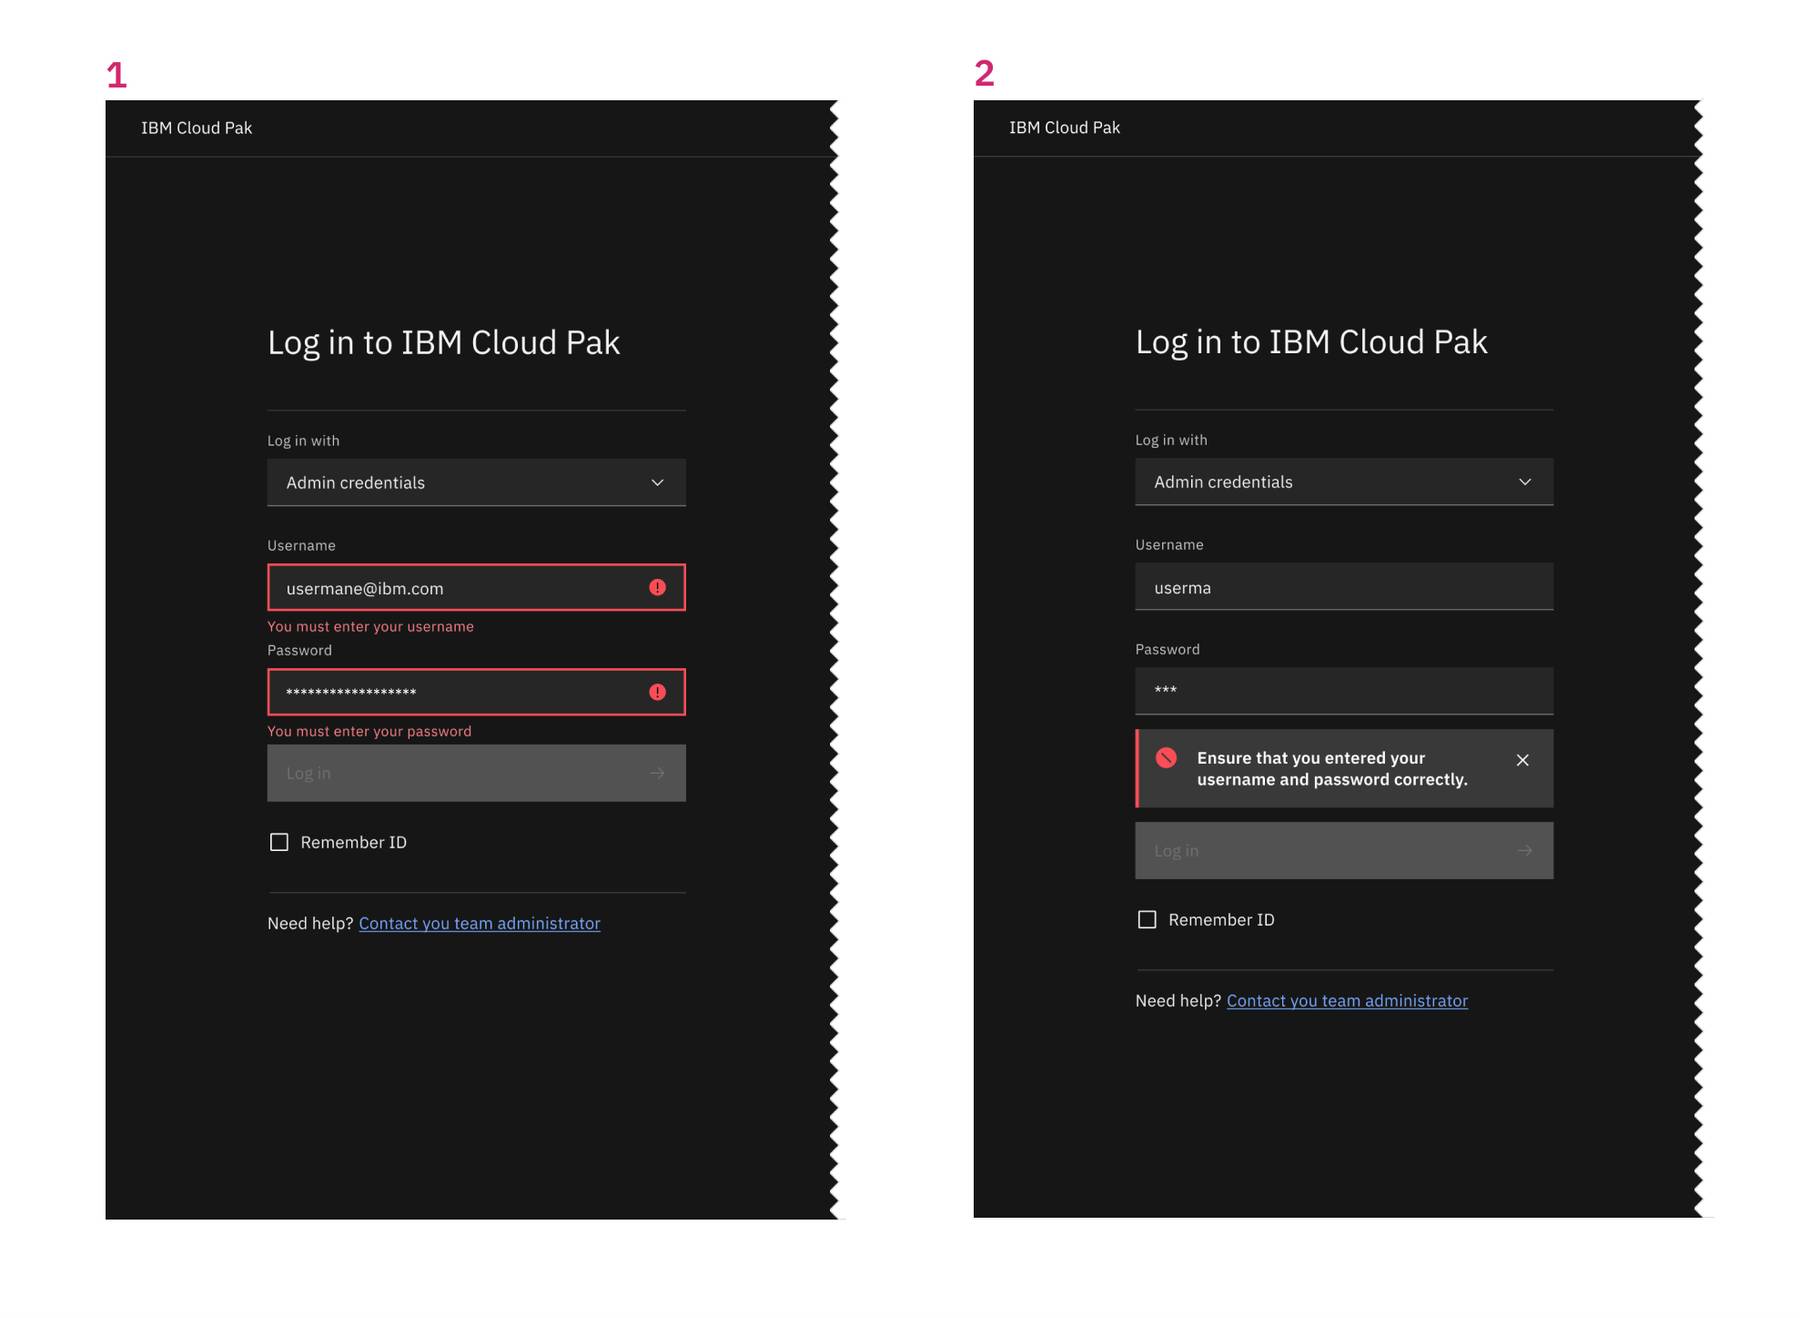 1
IBM Cloud Pak
Log in to IBM Cloud Pak
Log in with
Admin credentials
Username
usermane@ibm.com
You must enter your username
Password
******************
You must enter your password
Log in
Remember ID
Need help? Contact you team administrator
2
IBM Cloud Pak
Log in to IBM Cloud Pak
Log in with
Admin credentials
Username
userma
Password
***
Ensure that you entered your
username and password correctly.
Log in
Remember ID
Need help? Contact you team administrator